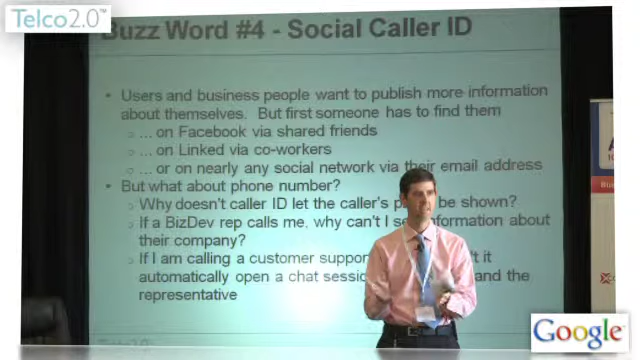 Telco2.0™
Buzz Word #4 - Social Caller ID
• Users and business people want to publish more information
about themselves. But first someone has to find them
... on Facebook via shared friends
... on Linked via co-workers
... or on nearly any social network via their email address
• But what about phone number?
Why doesn't caller ID let the caller's be shown?
If a BizDev rep calls me, why can't I information about
their company?
If I am calling a customer it
automatically open a chat and the
representative
Google™